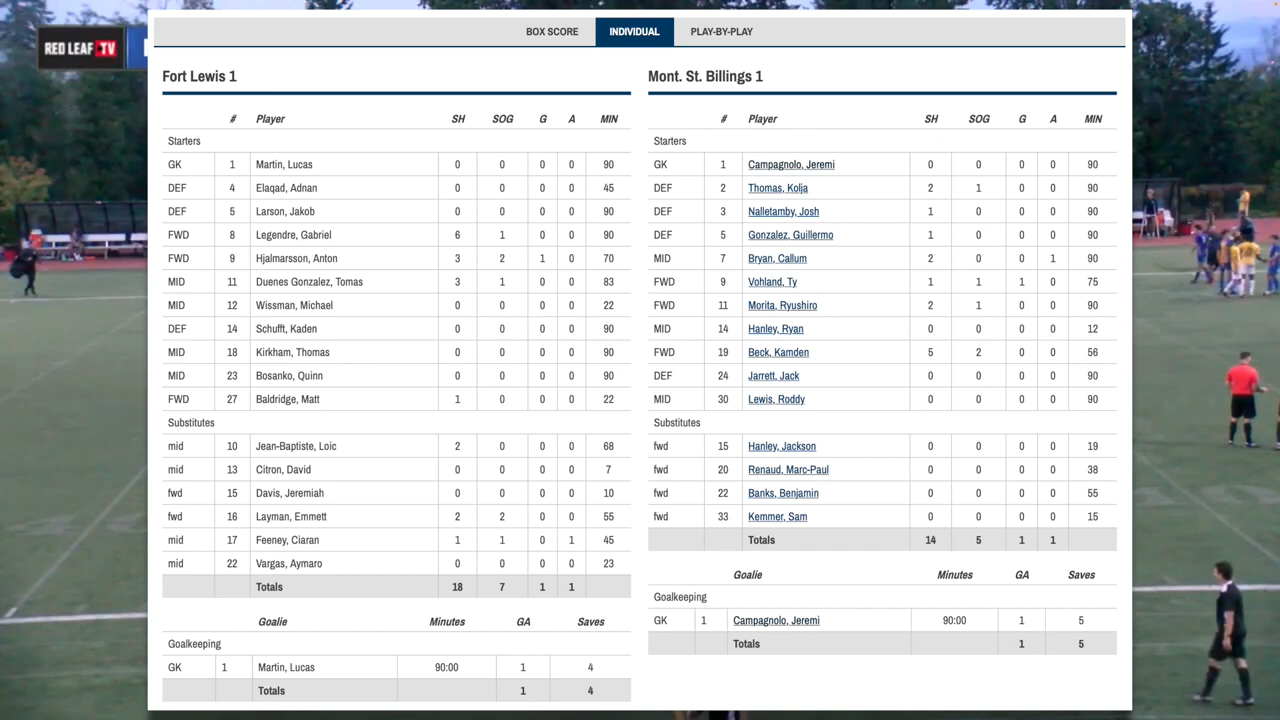 RED LEAF TV
BOX SCORE INDIVIDUAL PLAY-BY-PLAY
Fort Lewis 1
# Player SH SOG G A MIN
Starters
GK 1 Martin, Lucas 0 0 0 0 90
DEF 4 Elaqad, Adnan 0 0 0 0 45
DEF 5 Larson, Jakob 0 0 0 0 90
FWD 8 Legendre, Gabriel 6 1 0 0 90
FWD 9 Hjalmarsson, Anton 3 2 1 0 70
MID 11 Duenes Gonzalez, Tomas 3 1 0 0 83
MID 12 Wissman, Michael 0 0 0 0 22
DEF 14 Schufft, Kaden 0 0 0 0 90
MID 18 Kirkham, Thomas 0 0 0 0 90
MID 23 Bosanko, Quinn 0 0 0 0 90
FWD 27 Baldridge, Matt 1 0 0 0 22
Substitutes
mid 10 Jean-Baptiste, Loic 2 0 0 0 68
mid 13 Citron, David 0 0 0 0 7
fwd 15 Davis, Jeremiah 0 0 0 0 10
fwd 16 Layman, Emmett 2 2 0 0 55
mid 17 Feeney, Ciaran 1 1 0 1 45
mid 22 Vargas, Aymaro 0 0 0 0 23
Totals 18 7 1 1
Goalie Minutes GA Saves
Goalkeeping
GK 1 Martin, Lucas 90:00 1 4
Totals 1 4
Mont. St. Billings 1
# Player SH SOG G A MIN
Starters
GK 1 Campagnolo, Jeremi 0 0 0 0 90
DEF 2 Thomas, Kolja 2 1 0 0 90
DEF 3 Nalletamby, Josh 1 0 0 0 90
DEF 5 Gonzalez, Guillermo 1 0 0 0 90
MID 7 Bryan, Callum 2 0 0 1 90
FWD 9 Vohland, Ty 1 1 1 0 75
FWD 11 Morita, Ryushiro 2 1 0 0 90
MID 14 Hanley, Ryan 0 0 0 0 12
FWD 19 Beck, Kamden 5 2 0 0 56
DEF 24 Jarrett, Jack 0 0 0 0 90
MID 30 Lewis, Roddy 0 0 0 0 90
Substitutes
fwd 15 Hanley, Jackson 0 0 0 0 19
fwd 20 Renaud, Marc-Paul 0 0 0 0 38
fwd 22 Banks, Benjamin 0 0 0 0 55
fwd 33 Kemmer, Sam 0 0 0 0 15
Totals 14 5 1 1
Goalie Minutes GA Saves
Goalkeeping
GK 1 Campagnolo, Jeremi 90:00 1 5
Totals 1 5